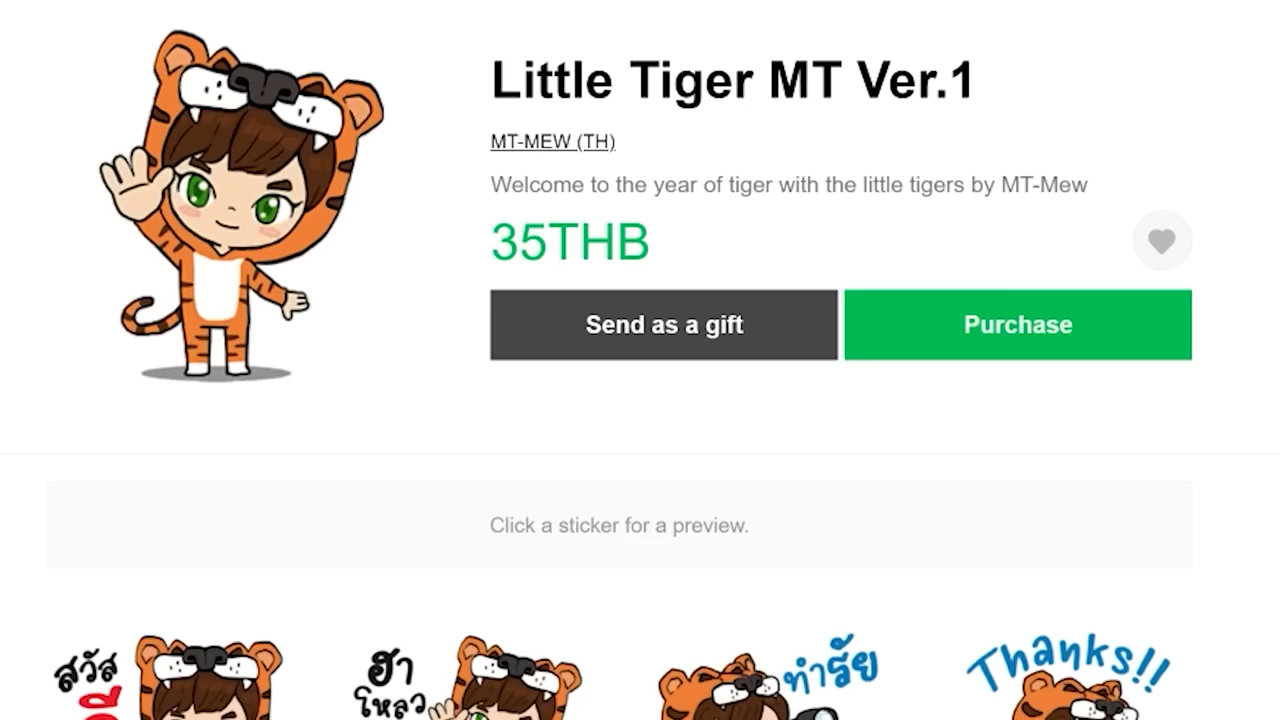 Little Tiger MT Ver.1
MT-MEW (TH)
Welcome to the year of tiger with the little tigers by MT-Mew
35THB
Send as a gift
Purchase
Click a sticker for a preview.
สวัส
ฮา
โหลว
ทำรัย
Thanks!!